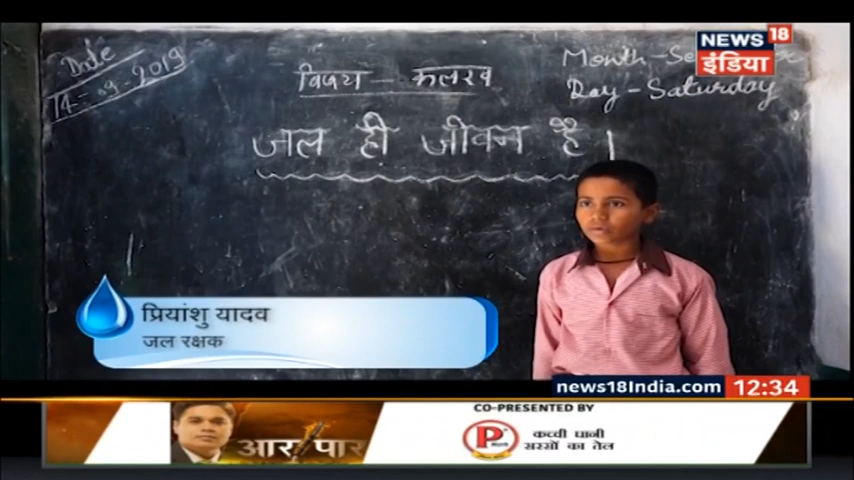 NEWS 18
इंडिया
Date
14-9-2019
विषय - कलरव
Month-Se
Day-Saturday
जल ही जीवन है।
प्रियांशु यादव
जल रक्षक
news18India.com 12:34
आर पार
CO-PRESENTED BY
P
कच्ची घानी
सरसों का तेल